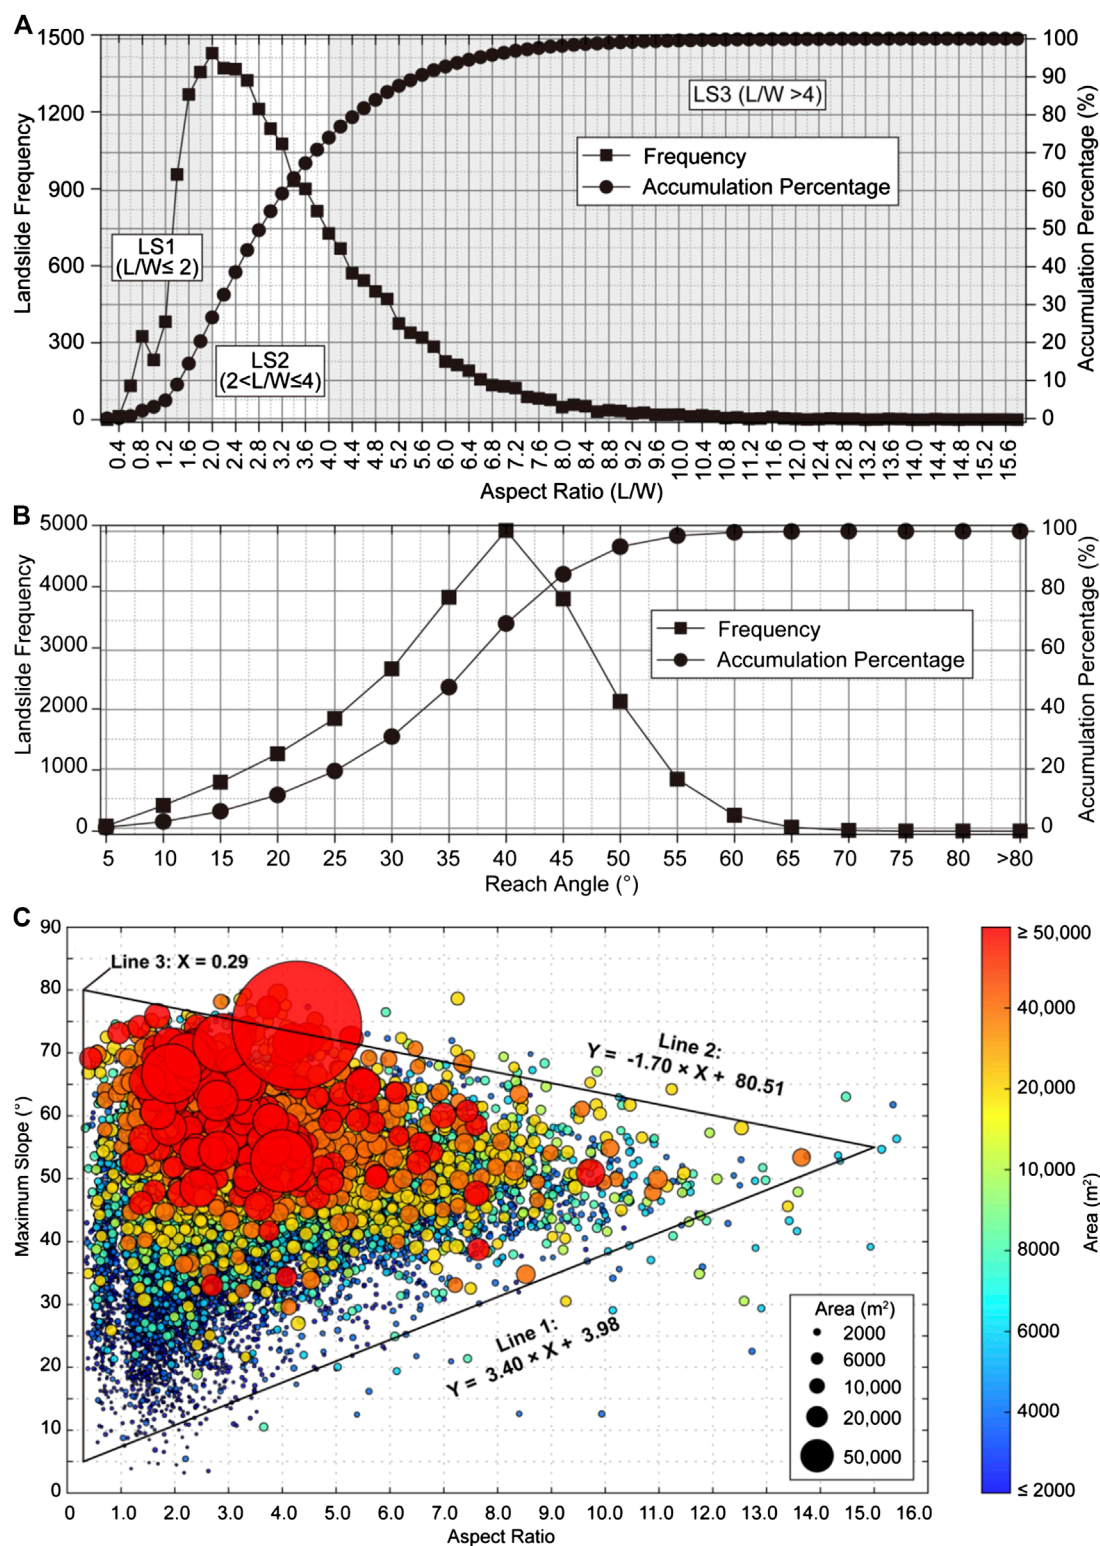 A
1500
1200
900
600
300
0
Landslide Frequency
100
90
80
70
60
50
40
30
20
10
0
Accumulation Percentage (%)
LS3 (L/W >4)
Frequency
Accumulation Percentage
LS1
(L/W≤ 2)
LS2
(2<L/W≤4)
0.4 0.8 1.2 1.6 2.0 2.4 2.8 3.2 3.6 4.0 4.4 4.8 5.2 5.6 6.0 6.4 6.8 7.2 7.6 8.0 8.4 8.8 9.2 9.6 10.0 10.4 10.8 11.2 11.6 12.0 12.4 12.8 13.2 13.6 14.0 14.4 14.8 15.2 15.6
Aspect Ratio (L/W)
B
5000
4000
3000
2000
1000
0
Landslide Frequency
100
80
60
40
20
0
Accumulation Percentage (%)
Frequency
Accumulation Percentage
5 10 15 20 25 30 35 40 45 50 55 60 65 70 75 80 >80
Reach Angle (°)
C
90
80
70
60
50
40
30
20
10
0
Maximum Slope (°)
Line 3: X = 0.29
Line 2:
Y = -1.70 × X + 80.51
Line 1:
Y = 3.40 × X + 3.98
Area (m²)
2000
6000
10,000
20,000
50,000
0 1.0 2.0 3.0 4.0 5.0 6.0 7.0 8.0 9.0 10.0 11.0 12.0 13.0 14.0 15.0 16.0
Aspect Ratio
≥ 50,000
40,000
20,000
10,000
8000
6000
4000
≤ 2000
Area (m²)